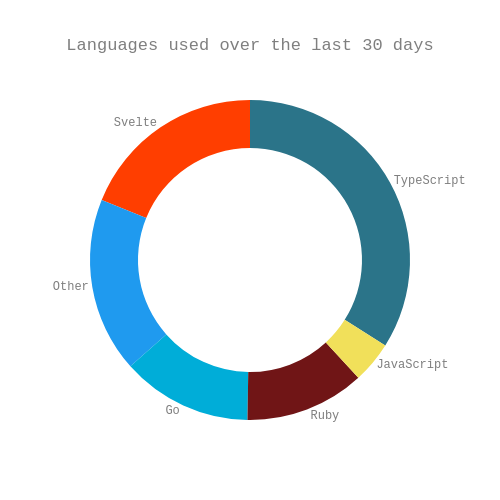 Languages used over the last 30 days
Svelte
TypeScript
Other
JavaScript
Go
Ruby